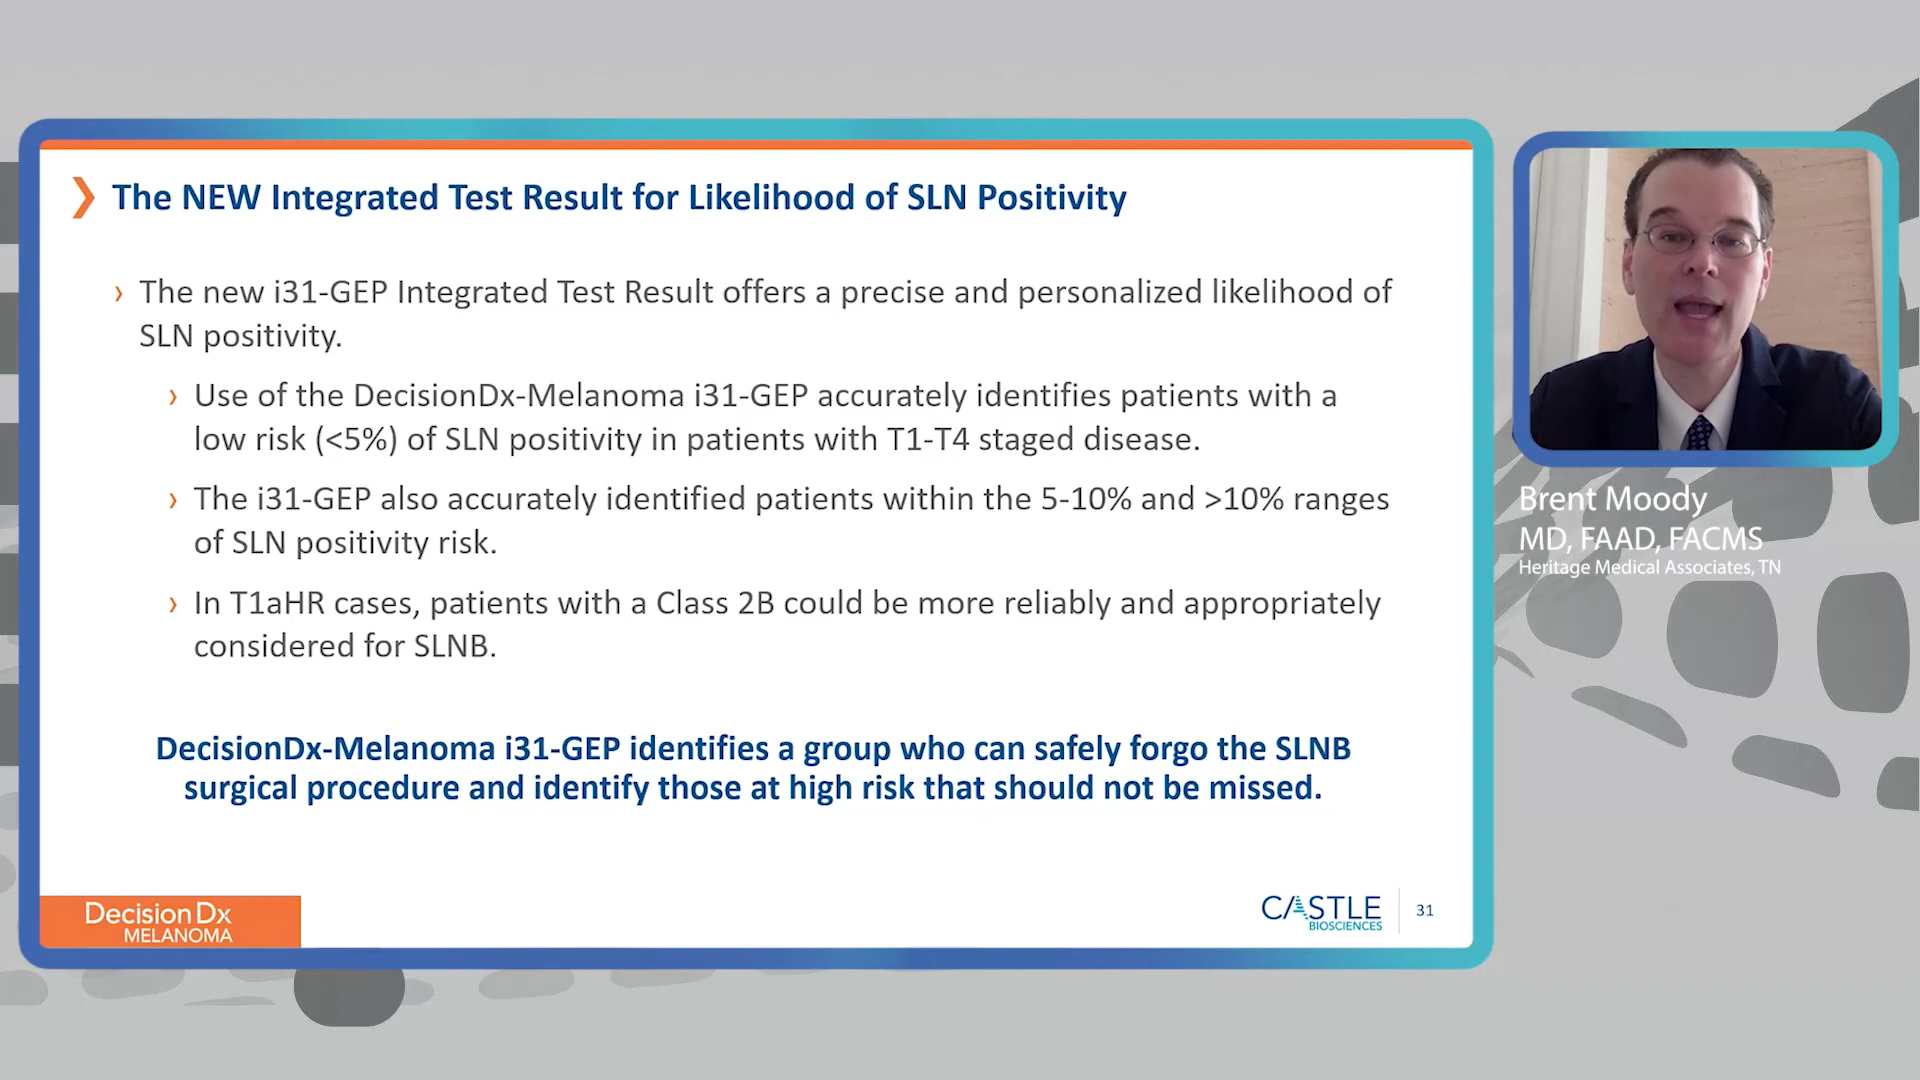 The NEW Integrated Test Result for Likelihood of SLN Positivity
› The new i31-GEP Integrated Test Result offers a precise and personalized likelihood of
SLN positivity.
› Use of the DecisionDx-Melanoma i31-GEP accurately identifies patients with a
low risk (<5%) of SLN positivity in patients with T1-T4 staged disease.
› The i31-GEP also accurately identified patients within the 5-10% and >10% ranges
of SLN positivity risk.
› In T1aHR cases, patients with a Class 2B could be more reliably and appropriately
considered for SLNB.
DecisionDx-Melanoma i31-GEP identifies a group who can safely forgo the SLNB
surgical procedure and identify those at high risk that should not be missed.
DecisionDx
MELANOMA
CASTLE
BIOSCIENCES
31
Brent Moody
MD, FAAD, FACMS
Heritage Medical Associates, TN